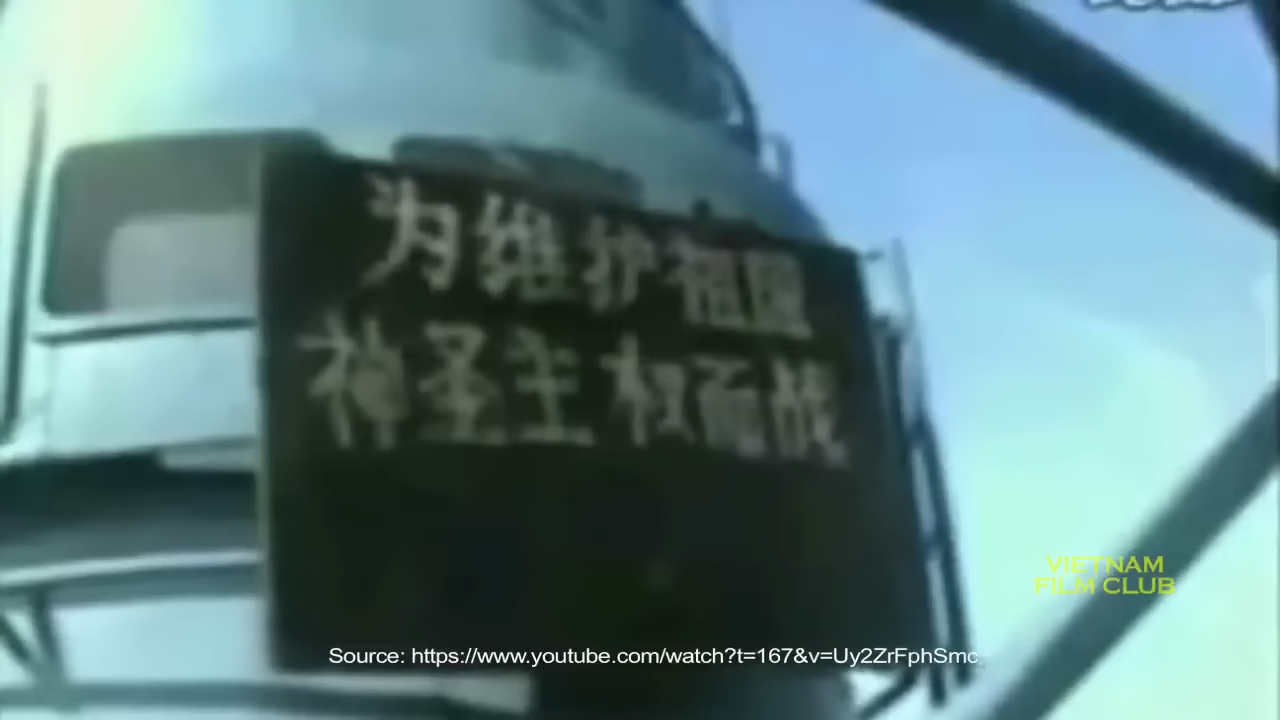 为维护祖国
神圣主权而战
VIETNAM
FILM CLUB
Source: https://www.youtube.com/watch?t=167&v=Uy2ZrFphSmc